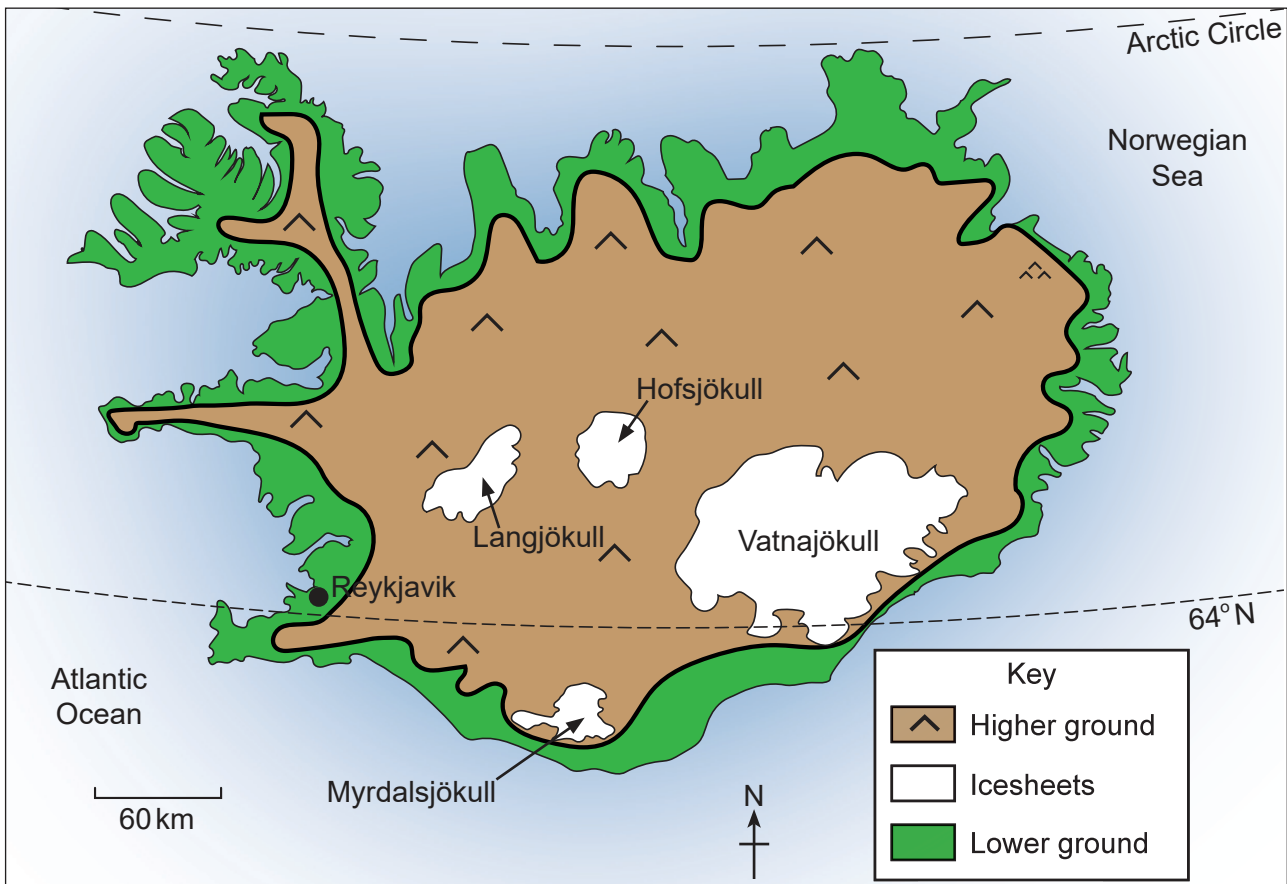 Arctic Circle
Norwegian
Sea
Hofsjökull
Langjökull
Vatnajökull
Reykjavik
64° N
Atlantic
Ocean
Myrdalsjökull
60 km
N
Key
Higher ground
Icesheets
Lower ground